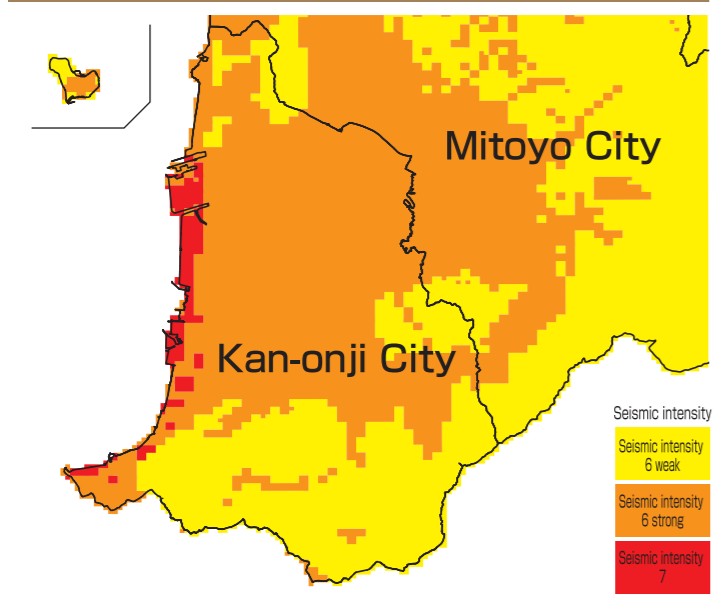 Mitoyo City
Kan-onji City
Seismic intensity
Seismic intensity
6 weak
Seismic intensity
6 strong
Seismic intensity
7